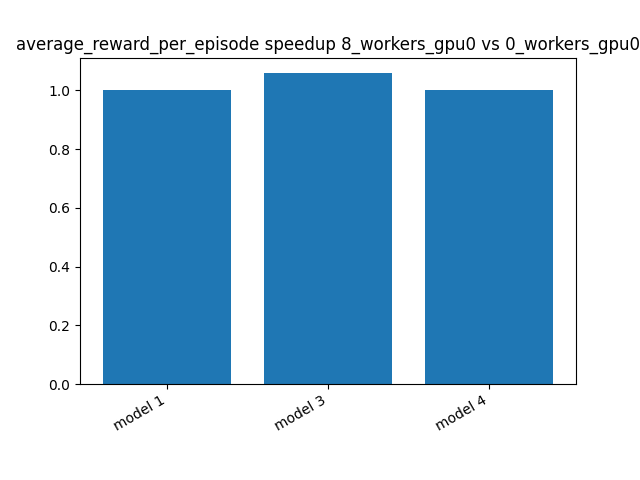 average_reward_per_episode speedup 8_workers_gpu0 vs 0_workers_gpu0
1.0
0.8
0.6
0.4
0.2
0.0
model 1
model 3
model 4